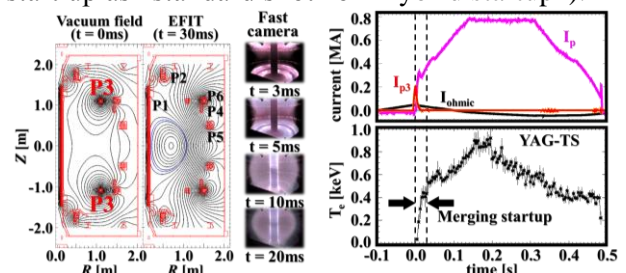 Vacuum field
(t = 0ms)
EFIT
(t = 30ms)
Fast
camera
2.0
1.0
0.0
-1.0
-2.0
Z [m]
P3
P3
P2
P1
P6
P4
P5
0.0
1.0
2.0
0.0
1.0
2.0
R [m]
R [m]
t = 3ms
t = 5ms
t = 10ms
t = 20ms
0.8
0.4
0.0
current [MA]
Ip
Ip3
Iohmic
1.0
0.8
0.4
0.0
Te [keV]
YAG-TS
Merging startup
-0.1
0.0
0.1
0.2
0.3
0.4
0.5
time [s]